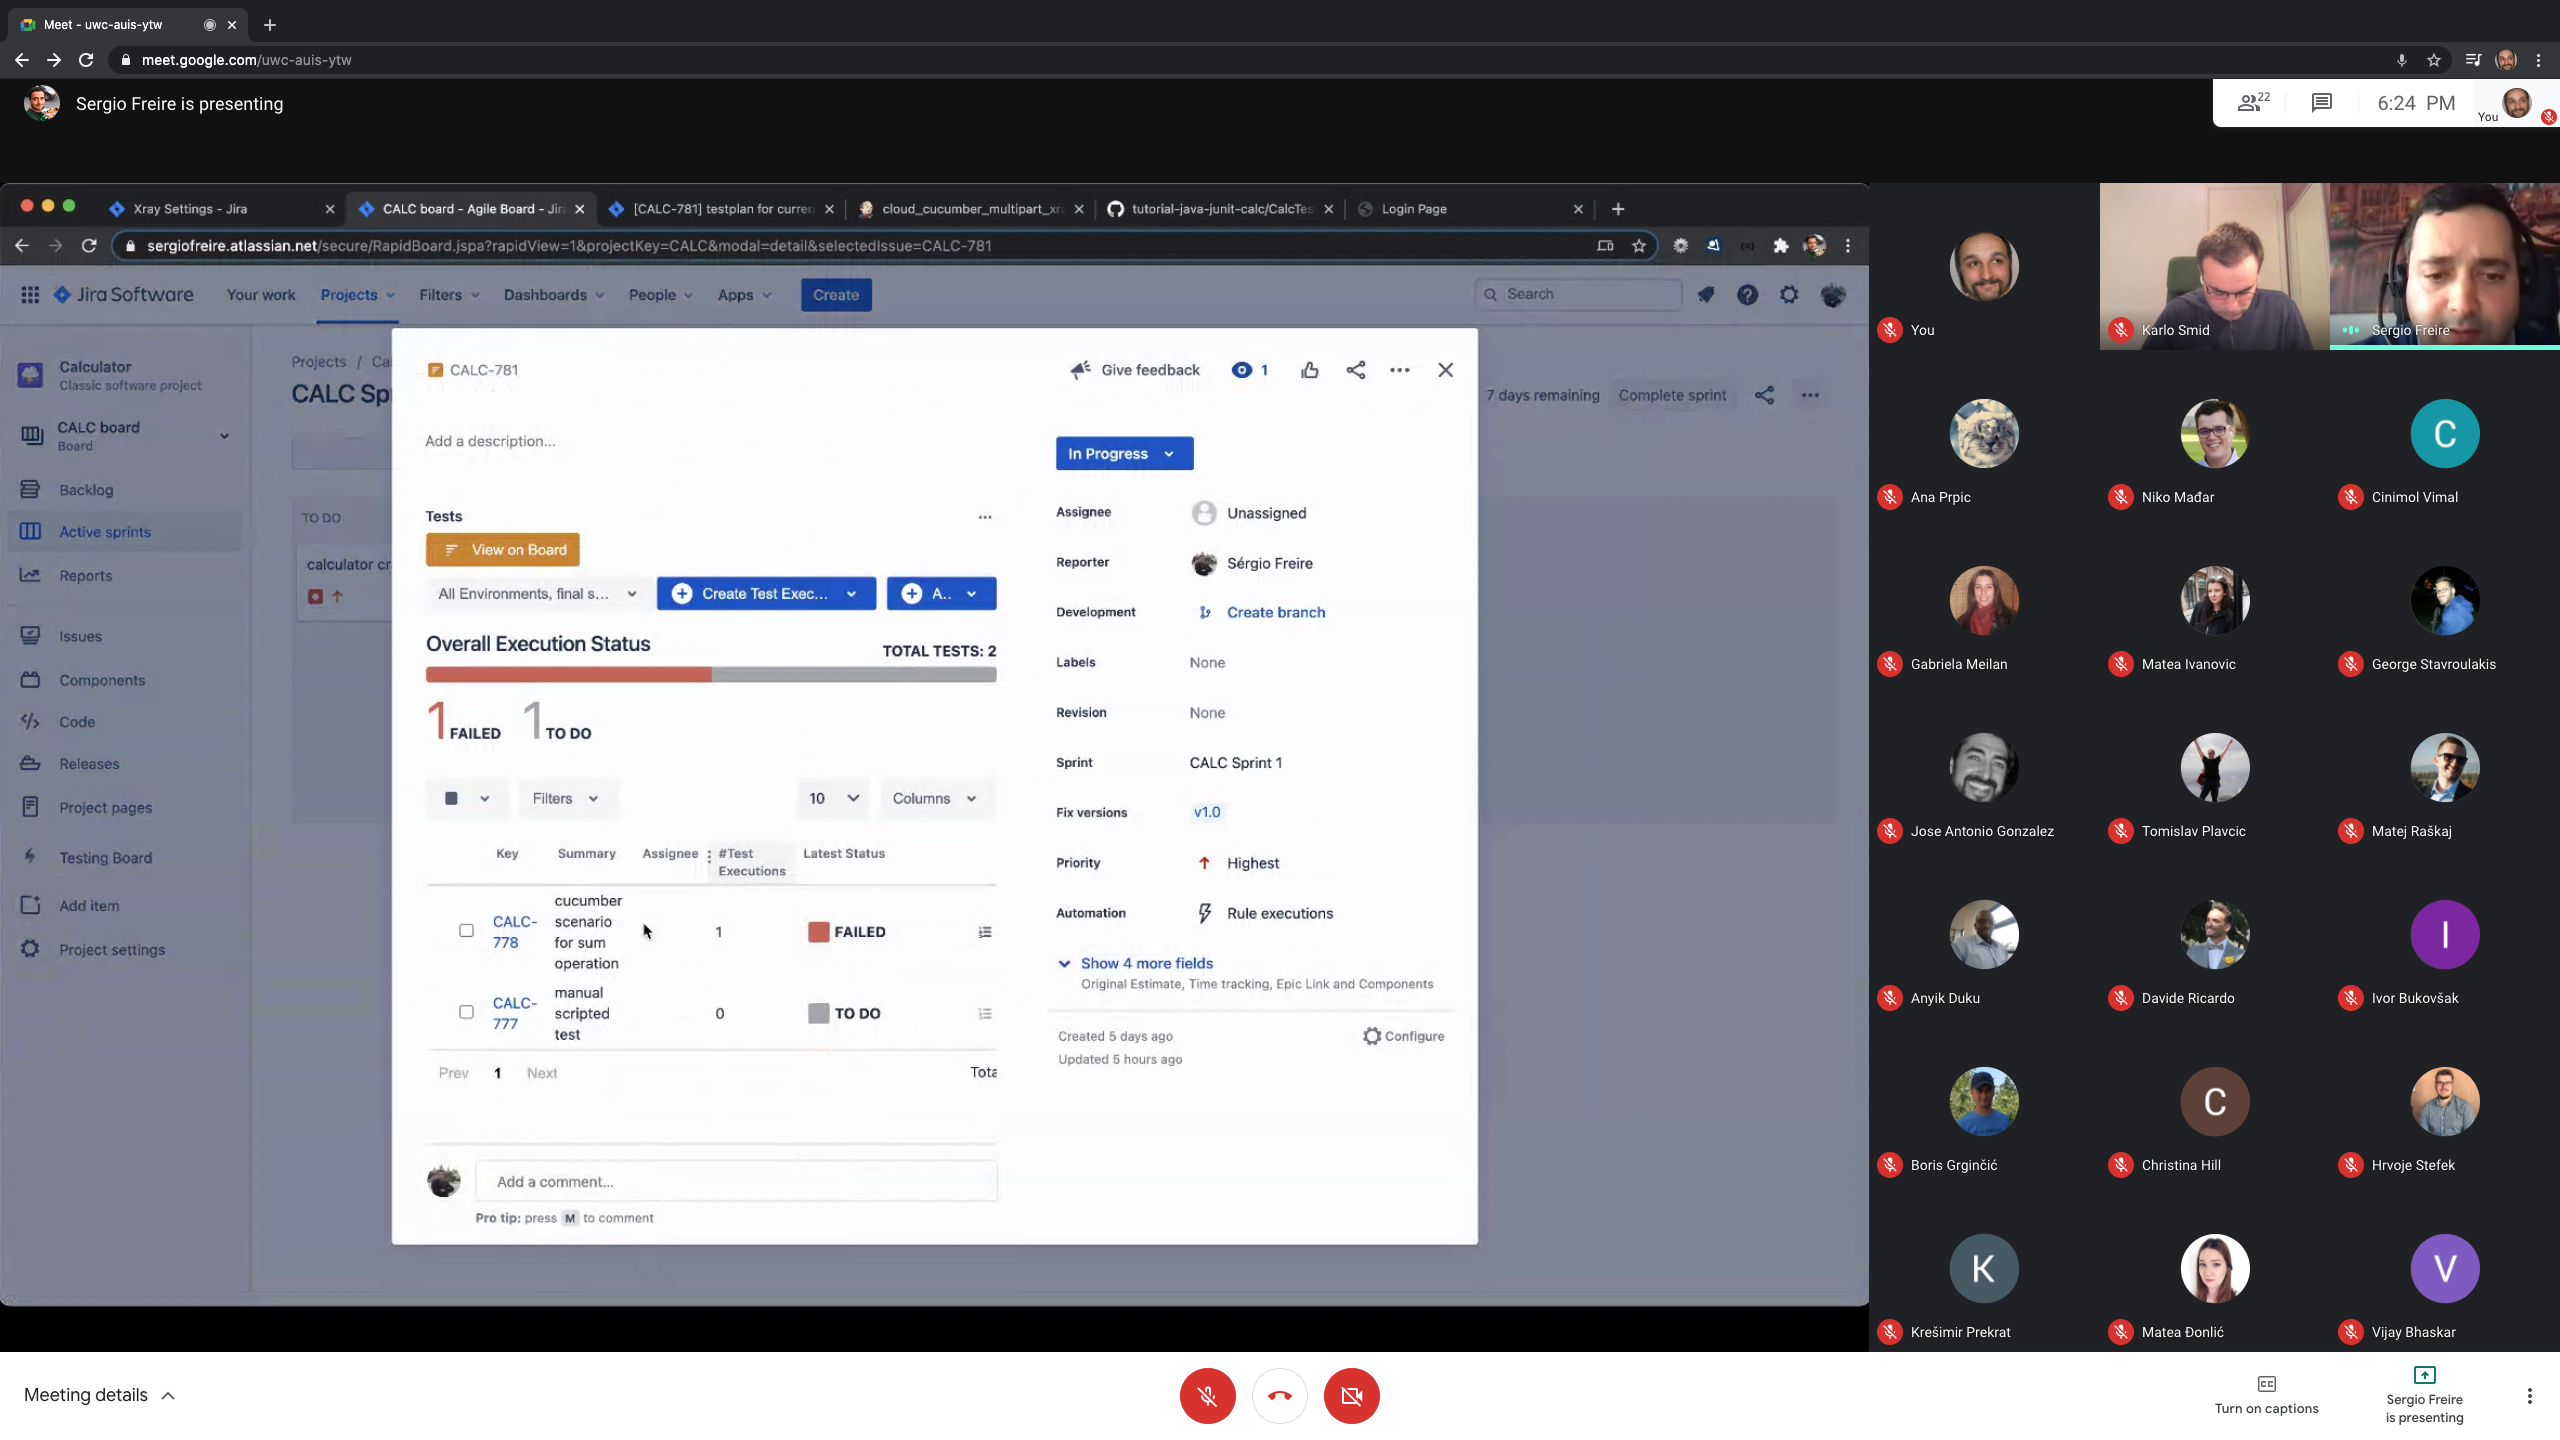 Meet - uwc-auis-ytw
meet.google.com/uwc-auis-ytw
Sergio Freire is presenting
22
6:24 PM
You
Xray Settings - Jira
CALC board - Agile Board - Jir
[CALC-781] testplan for curren
cloud_cucumber_multipart_xra
tutorial-java-junit-calc/CalcTes
Login Page
sergiofreire.atlassian.net/secure/RapidBoard.jspa?rapidView=1&projectKey=CALC&modal=detail&selectedIssue=CALC-781
Jira Software
Your work
Projects
Filters
Dashboards
People
Apps
Create
Search
Calculator
Classic software project
CALC board
Board
Backlog
Active sprints
Reports
Issues
Components
Code
Releases
Project pages
Testing Board
Add item
Project settings
Projects / Ca
CALC Sp
7 days remaining
Complete sprint
TO DO
calculator cr
CALC-781
Give feedback
1
Add a description...
Tests
View on Board
All Environments, final s...
Create Test Exec...
A..
Overall Execution Status
TOTAL TESTS: 2
1 FAILED
1 TO DO
Filters
10
Columns
Key
Summary
Assignee
#Test
Executions
Latest Status
CALC-
778
cucumber
scenario
for sum
operation
1
FAILED
CALC-
777
manual
scripted
test
0
TO DO
Prev 1 Next
Tota
Add a comment...
Pro tip: press M to comment
In Progress
Assignee
Unassigned
Reporter
Sérgio Freire
Development
Create branch
Labels
None
Revision
None
Sprint
CALC Sprint 1
Fix versions
v1.0
Priority
Highest
Automation
Rule executions
Show 4 more fields
Original Estimate, Time tracking, Epic Link and Components
Created 5 days ago
Updated 5 hours ago
Configure
You
Karlo Smid
Sergio Freire
Ana Prpic
Niko Mađar
C
Cinimol Vimal
Gabriela Meilan
Matea Ivanovic
George Stavroulakis
Jose Antonio Gonzalez
Tomislav Plavcic
Matej Raškaj
Anyik Duku
Davide Ricardo
I
Ivor Bukovšak
Boris Grginčić
C
Christina Hill
Hrvoje Stefek
K
Krešimir Prekrat
Matea Đonlić
V
Vijay Bhaskar
Meeting details
CC
Turn on captions
Sergio Freire
is presenting